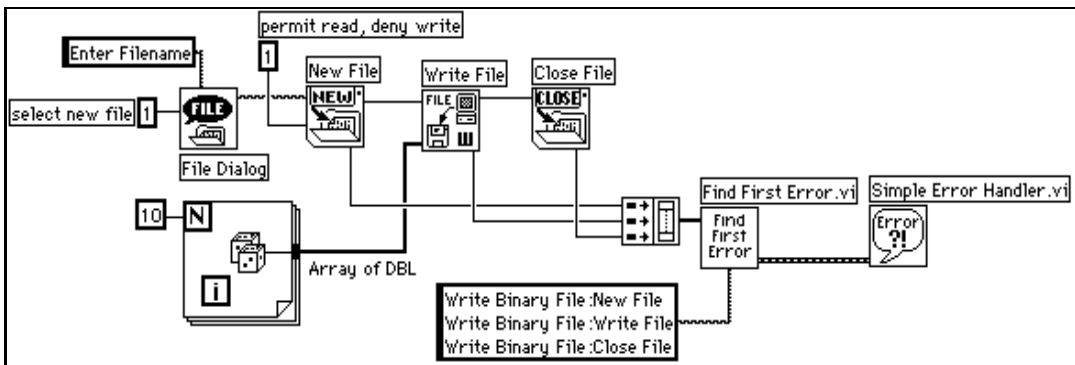 permit read, deny write
1
Enter Filename
New File
Write File
Close File
NEW
FILE
CLOSE
select new file
1
FILE
File Dialog
10
N
i
Array of DBL
Find First Error.vi
Simple Error Handler.vi
Find
First
Error
Error
?!
Write Binary File:New File
Write Binary File:Write File
Write Binary File:Close File